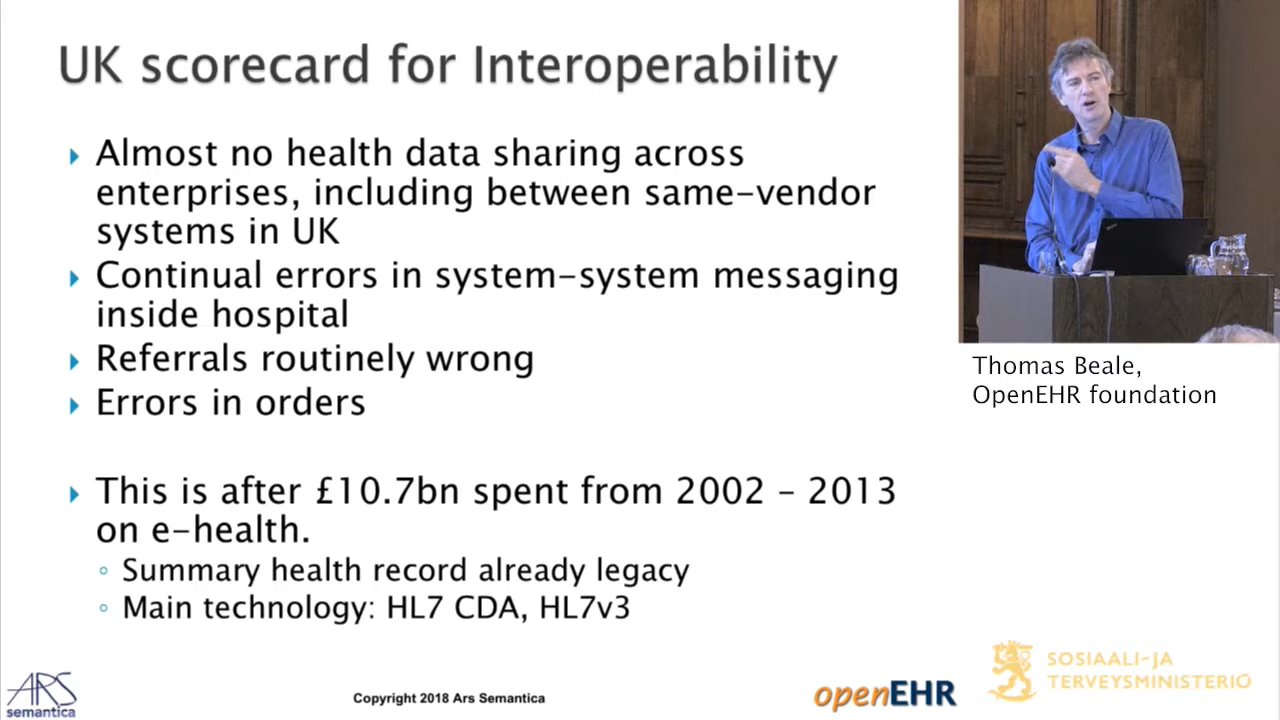 UK scorecard for Interoperability
Almost no health data sharing across
enterprises, including between same-vendor
systems in UK
Continual errors in system-system messaging
inside hospital
Referrals routinely wrong
Errors in orders
This is after £10.7bn spent from 2002 – 2013
on e-health.
Summary health record already legacy
Main technology: HL7 CDA, HL7v3
Thomas Beale,
OpenEHR foundation
ARS
semantica
Copyright 2018 Ars Semantica
openEHR
SOSIAALI-JA
TERVEYSMINISTERIÖ